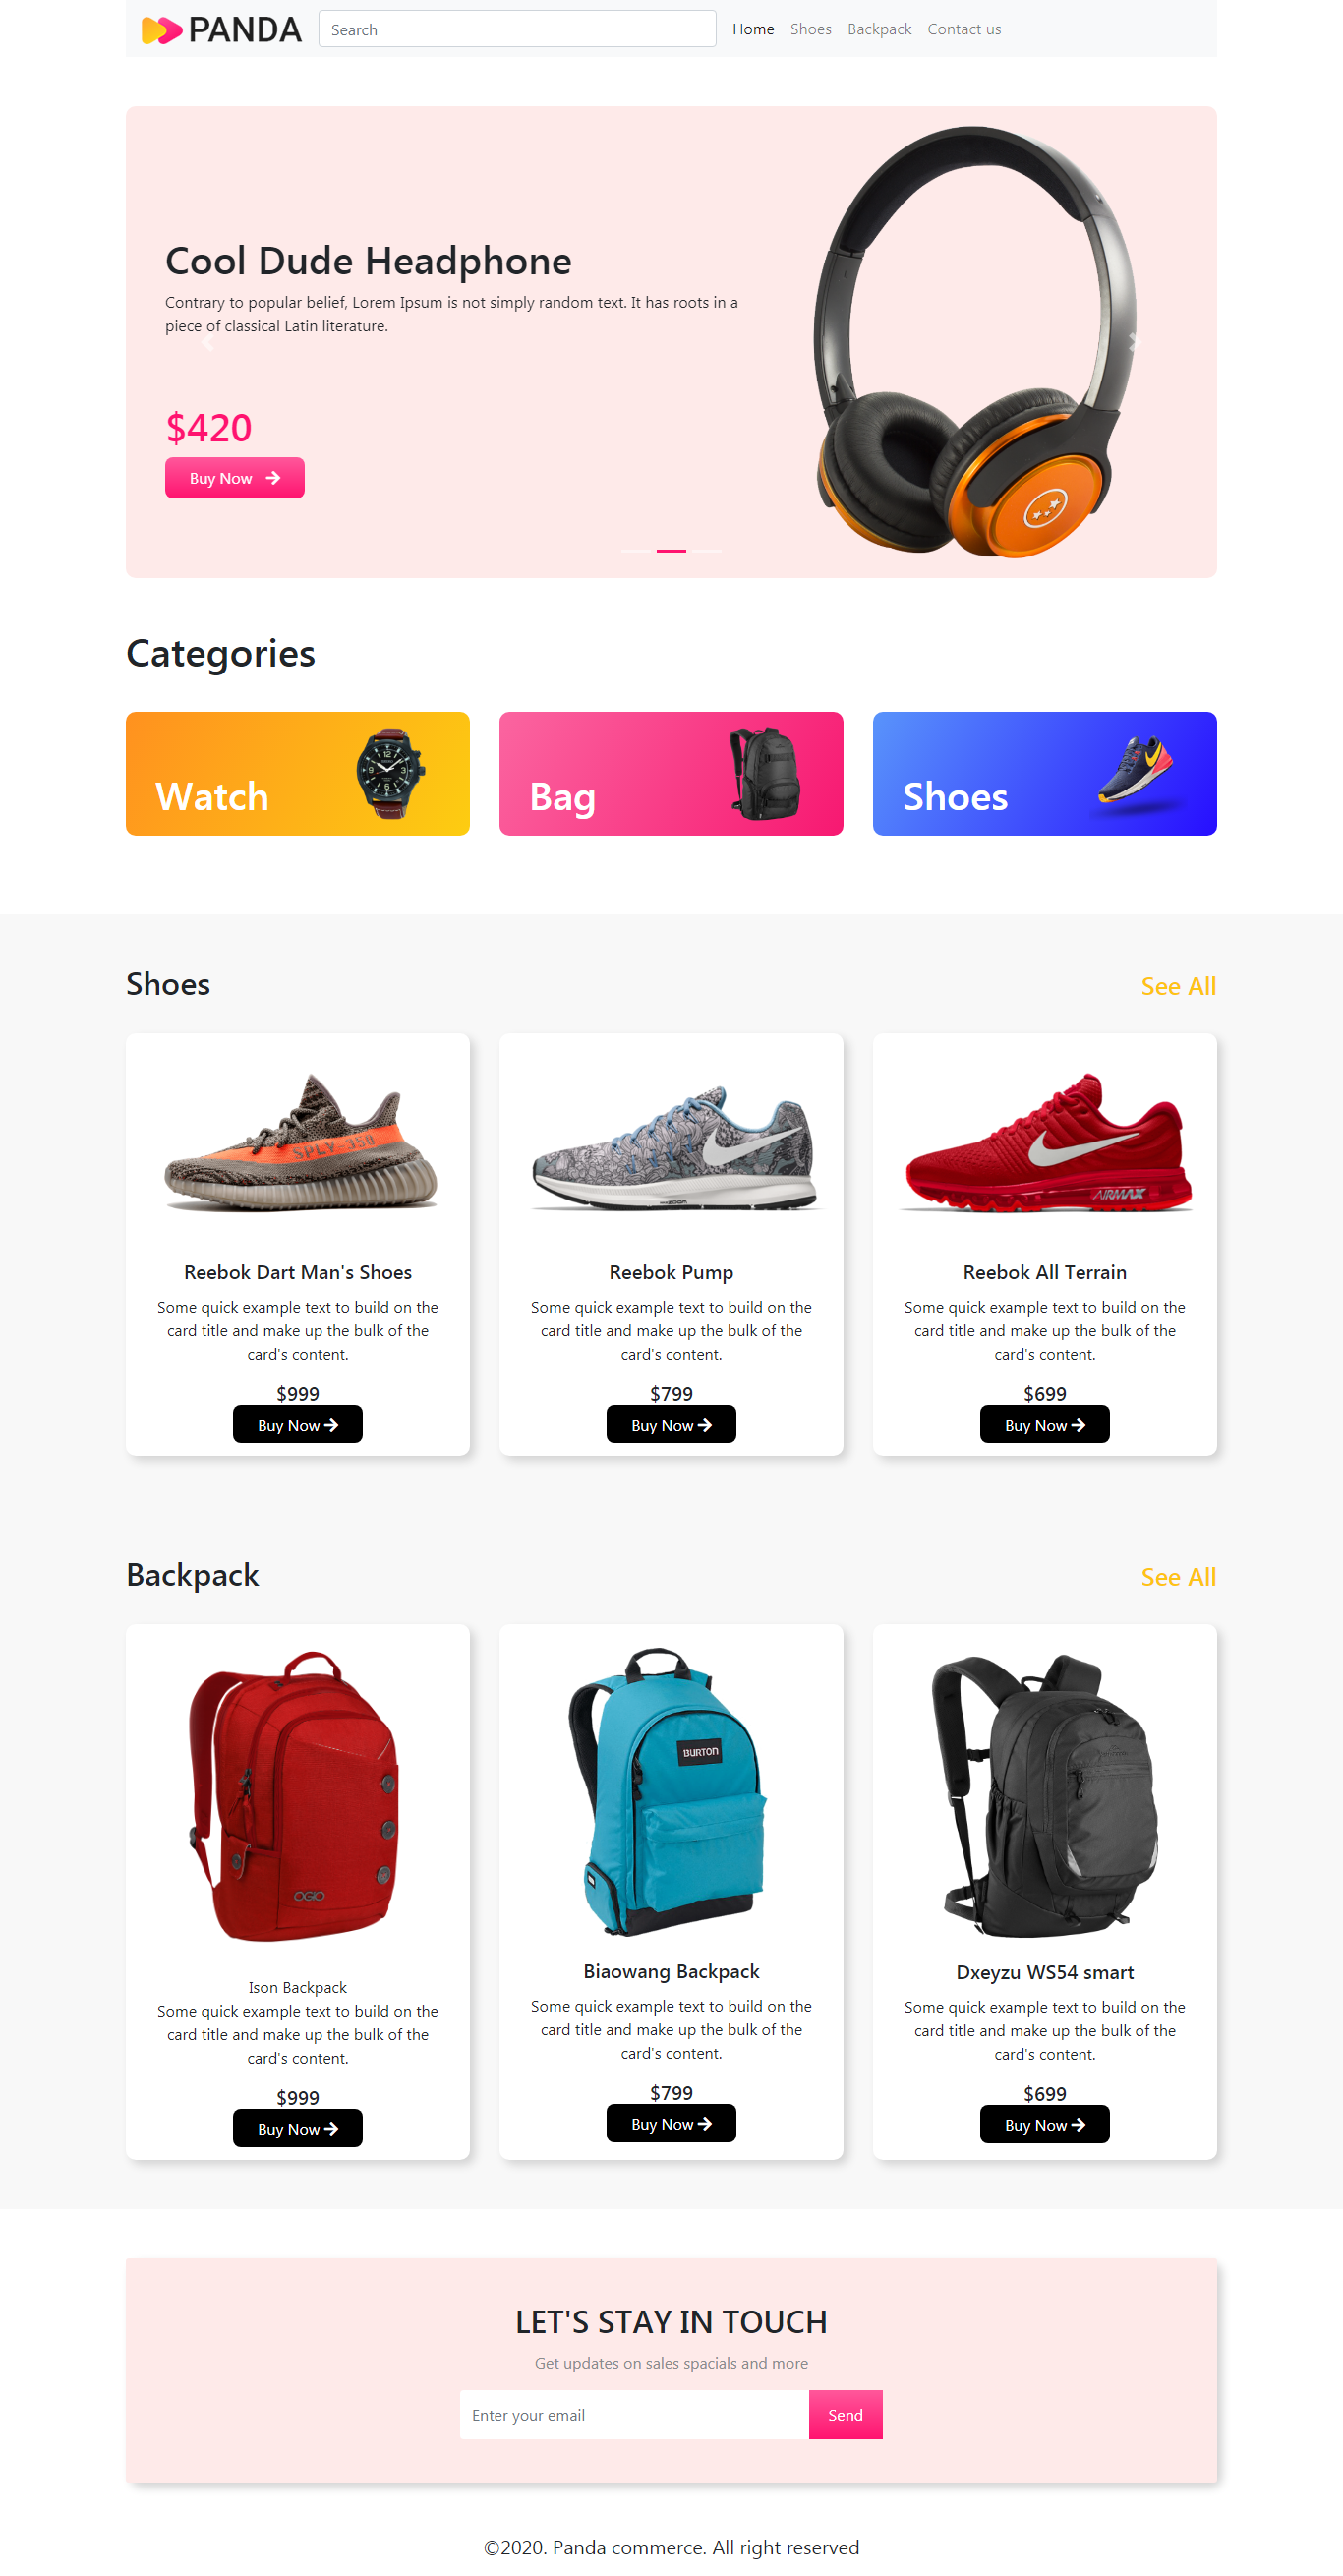 PANDA
Search
Home
Shoes
Backpack
Contact us
Cool Dude Headphone
Contrary to popular belief, Lorem Ipsum is not simply random text. It has roots in a
piece of classical Latin literature.
$420
Buy Now
Categories
Watch
Bag
Shoes
Shoes
See All
SPLY-350
ZOOM
AIRMAX
Reebok Dart Man's Shoes
Some quick example text to build on the
card title and make up the bulk of the
card's content.
$999
Buy Now
Reebok Pump
Some quick example text to build on the
card title and make up the bulk of the
card's content.
$799
Buy Now
Reebok All Terrain
Some quick example text to build on the
card title and make up the bulk of the
card's content.
$699
Buy Now
Backpack
See All
OGIO
BURTON
Ison Backpack
Some quick example text to build on the
card title and make up the bulk of the
card's content.
$999
Buy Now
Biaowang Backpack
Some quick example text to build on the
card title and make up the bulk of the
card's content.
$799
Buy Now
Dxeyzu WS54 smart
Some quick example text to build on the
card title and make up the bulk of the
card's content.
$699
Buy Now
LET'S STAY IN TOUCH
Get updates on sales spacials and more
Enter your email
Send
©2020. Panda commerce. All right reserved